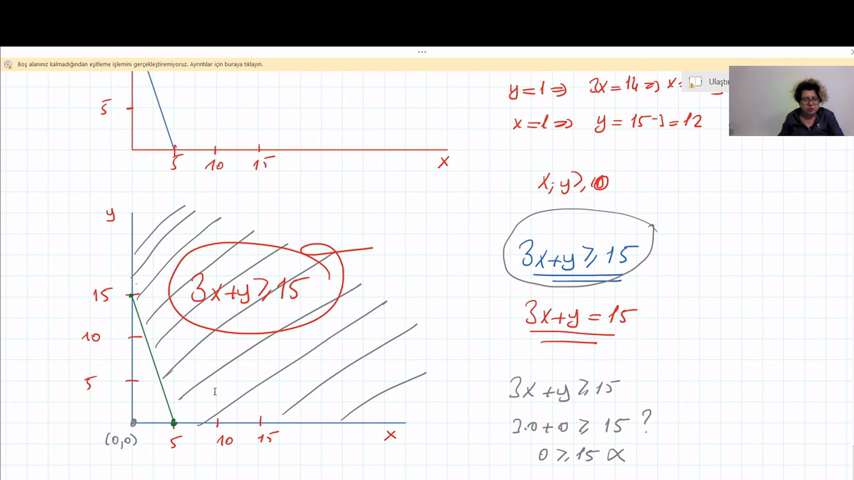 Boş alanınız kalmadığından eşitleme işlemini gerçekleştiremiyoruz. Ayrıntılar için buraya tıklayın.
5
5 10 15 x
y=1 ⇒ 3x=14 ⇒ x=
Ulaştı
x=1 ⇒ y=15-3=12
x,y≥0
y
3x+y≥15
15
3x+y≥15
3x+y=15
10
5
3x+y≥15
3.0+0≥15 ?
(0,0) 5 10 15 x
0≥15